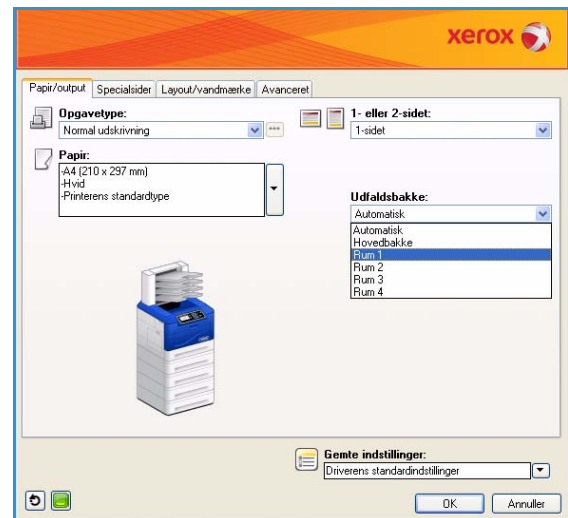 xerox
Papir/output Specialsider Layout/vandmærke Avanceret
Opgavetype:
Normal udskrivning
1- eller 2-sidet:
1-sidet
Papir:
-A4 (210 x 297 mm)
-Hvid
-Printerens standardtype
Udfaldsbakke:
Automatisk
Automatisk
Hovedbakke
Rum 1
Rum 2
Rum 3
Rum 4
Gemte indstillinger:
Driverens standardindstillinger
OK Annuller